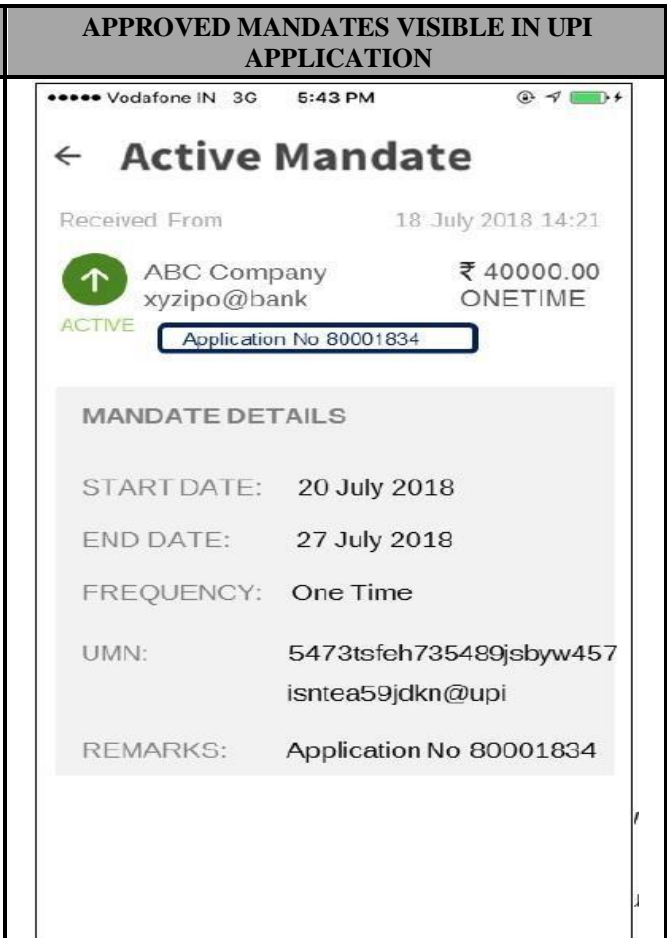 APPROVED MANDATES VISIBLE IN UPI
APPLICATION
Vodafone IN 3G 5:43 PM
← Active Mandate
Received From 18 July 2018 14:21
ABC Company ₹ 40000.00
xyzipo@bank ONETIME
ACTIVE
Application No 80001834
MANDATE DETAILS
START DATE: 20 July 2018
END DATE: 27 July 2018
FREQUENCY: One Time
UMN: 5473tsfeh735489jsbyw457
isntea59jdkn@upi
REMARKS: Application No 80001834